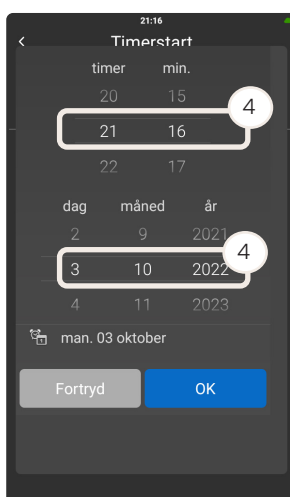 21:16
Timerstart
timer min.
20 15
4
21 16
22 17
dag måned år
2 9 2021
4
3 10 2022
4 11 2023
man. 03 oktober
Fortryd OK